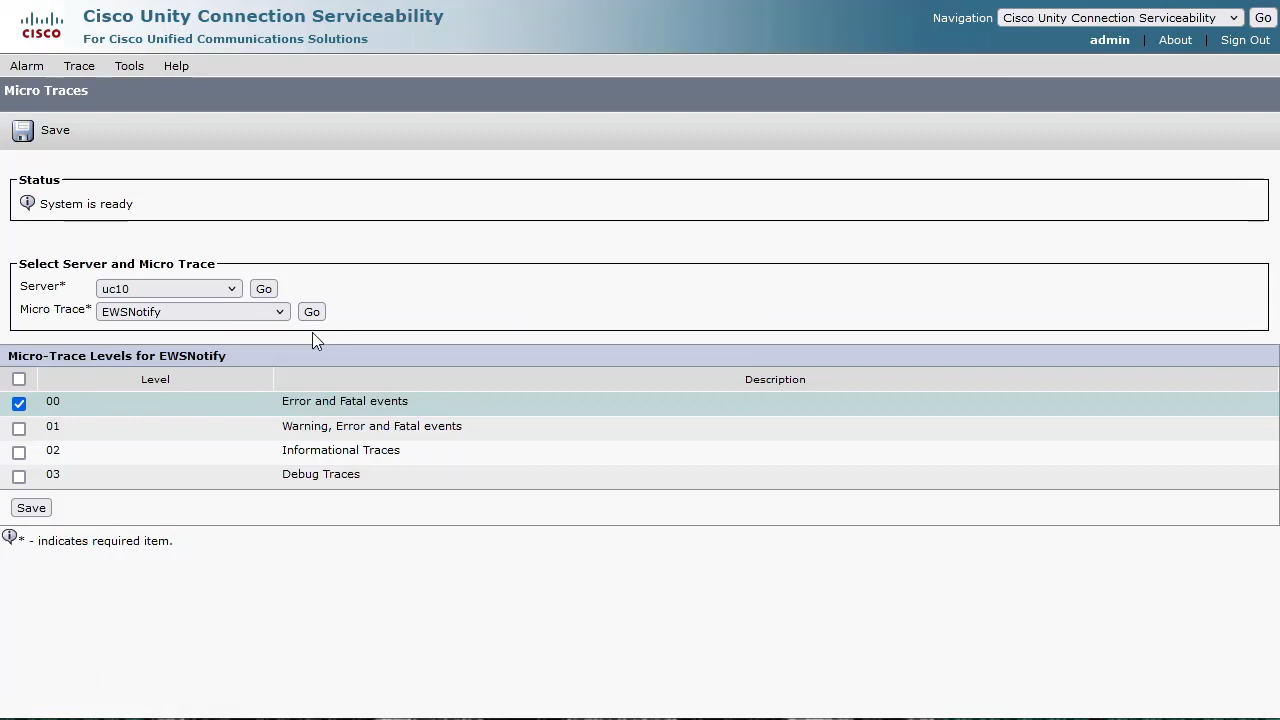 Cisco Unity Connection Serviceability
Navigation Cisco Unity Connection Serviceability Go
CISCO
For Cisco Unified Communications Solutions
admin | About | Sign Out
Alarm Trace Tools Help
Micro Traces
Save
Status
System is ready
Select Server and Micro Trace
Server* uc10 Go
Micro Trace* EWSNotify Go
Micro-Trace Levels for EWSNotify
Level Description
00 Error and Fatal events
01 Warning, Error and Fatal events
02 Informational Traces
03 Debug Traces
Save
* - indicates required item.